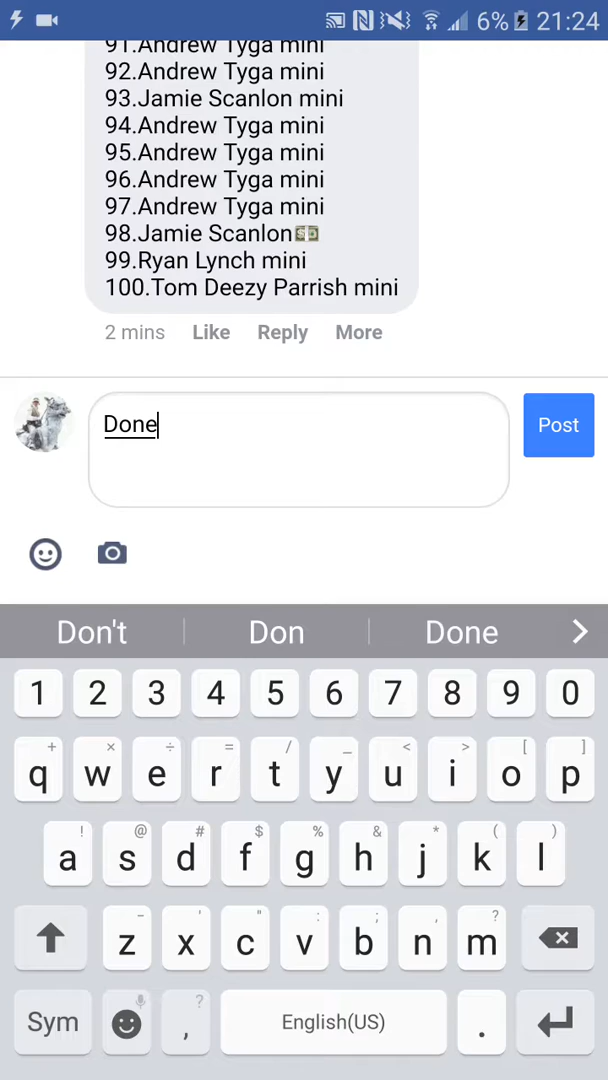 6% 21:24
91.Andrew Tyga mini
92.Andrew Tyga mini
93.Jamie Scanlon mini
94.Andrew Tyga mini
95.Andrew Tyga mini
96.Andrew Tyga mini
97.Andrew Tyga mini
98.Jamie Scanlon💵
99.Ryan Lynch mini
100.Tom Deezy Parrish mini
2 mins Like Reply More
Done
Post
Don't Don Done
1 2 3 4 5 6 7 8 9 0
+ × ÷ = / _ < > [ ]
q w e r t y u i o p
! @ # $ % & * ( )
a s d f g h j k l
- ' " : ; , ?
z x c v b n m
Sym , ? English(US) .